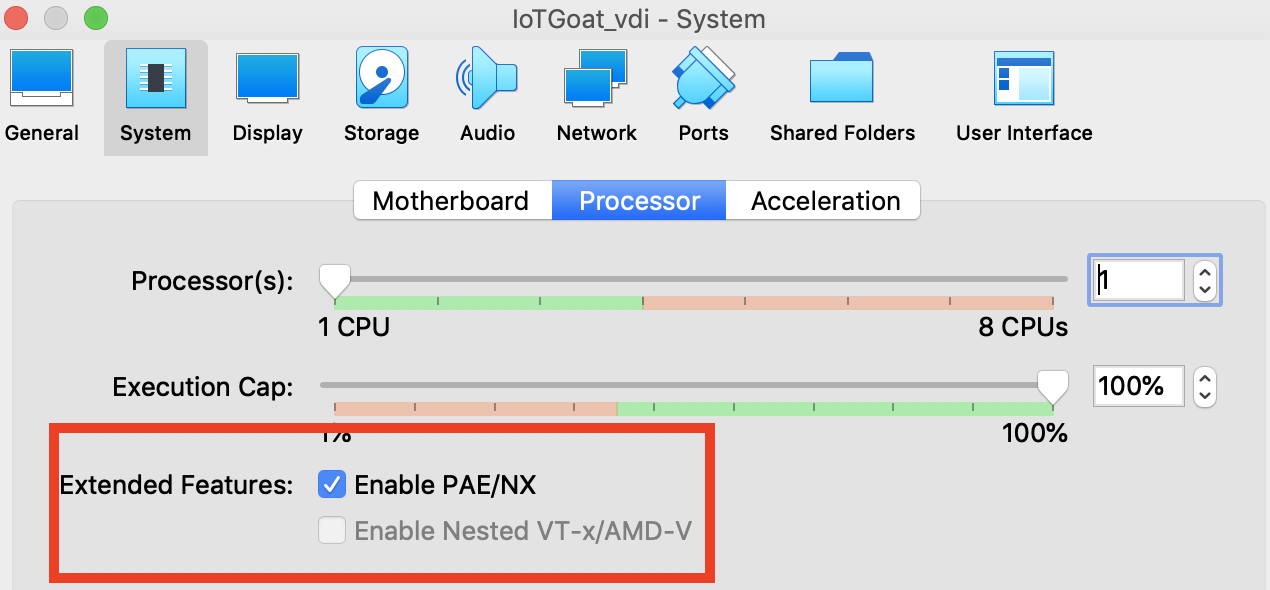 IoTGoat_vdi - System
General System Display Storage Audio Network Ports Shared Folders User Interface
Motherboard Processor Acceleration
Processor(s): 1
1 CPU 8 CPUs
Execution Cap: 100%
1% 100%
Extended Features: Enable PAE/NX
Enable Nested VT-x/AMD-V